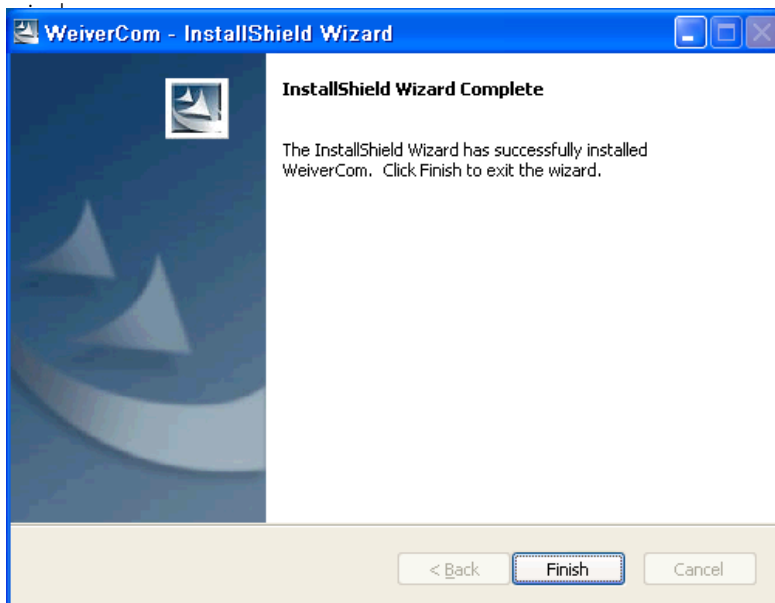 WeiverCom - InstallShield Wizard
InstallShield Wizard Complete
The InstallShield Wizard has successfully installed
WeiverCom. Click Finish to exit the wizard.
< Back
Finish
Cancel